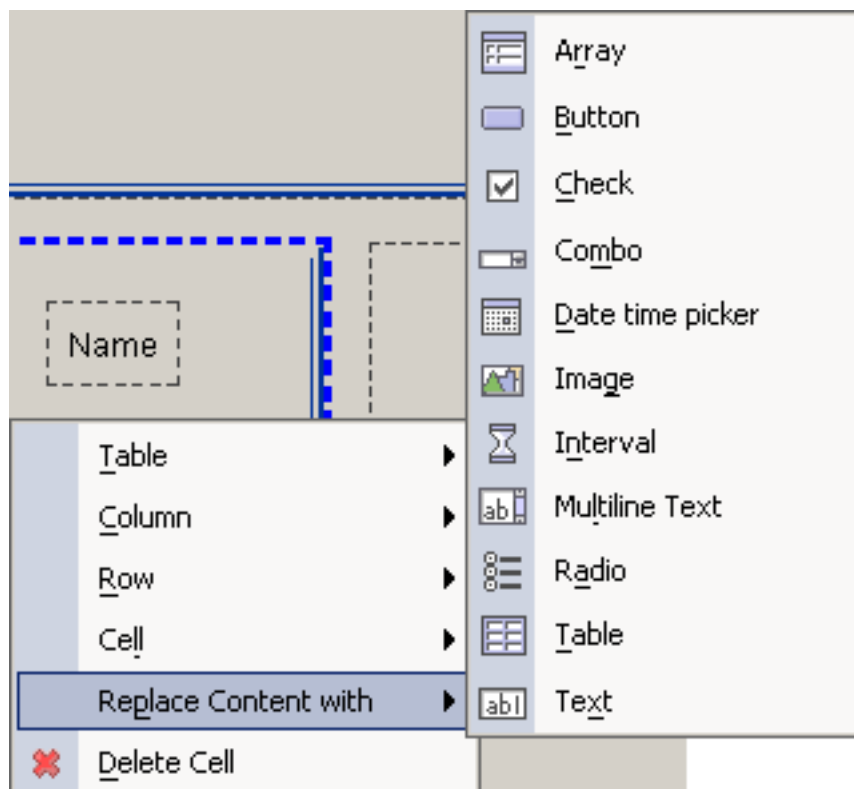 Array
Button
Check
Combo
Date time picker
Image
Interval
Multiline Text
Radio
Table
Text
Name
Table
Column
Row
Cell
Replace Content with
Delete Cell